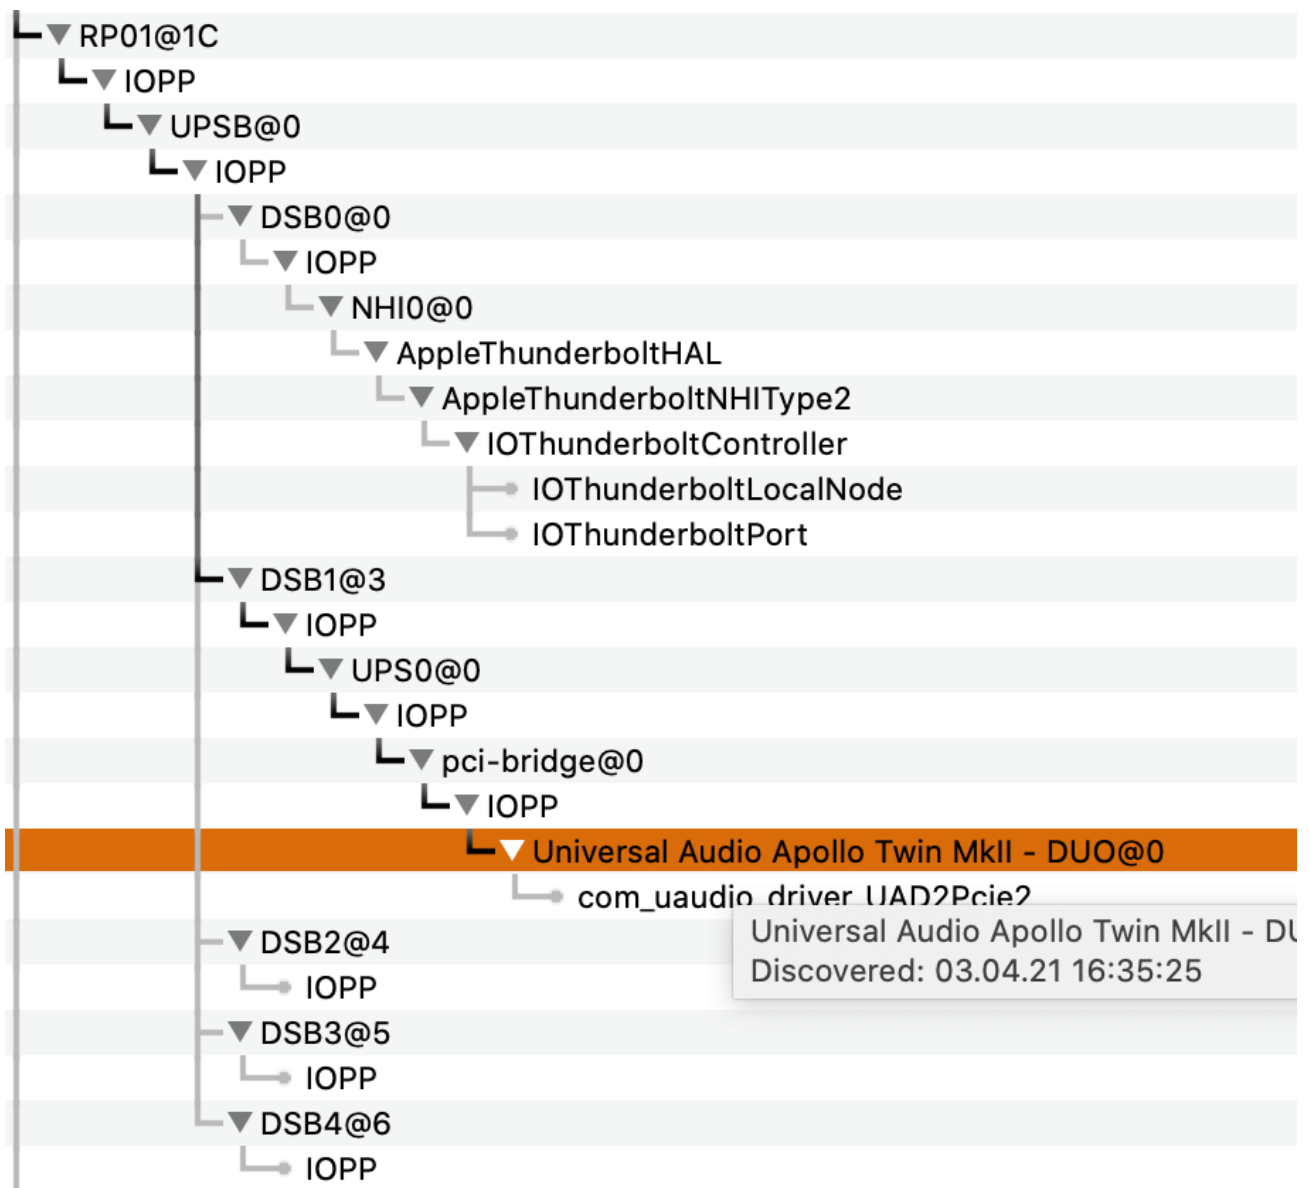 RP01@1C
IOPP
UPSB@0
IOPP
DSB0@0
IOPP
NHI0@0
AppleThunderboltHAL
AppleThunderboltNHIType2
IOThunderboltController
IOThunderboltLocalNode
IOThunderboltPort
DSB1@3
IOPP
UPS0@0
IOPP
pci-bridge@0
IOPP
Universal Audio Apollo Twin MkII - DUO@0
com_uaudio_driver_UAD2Pcie2
Universal Audio Apollo Twin MkII - DU
Discovered: 03.04.21 16:35:25
DSB2@4
IOPP
DSB3@5
IOPP
DSB4@6
IOPP